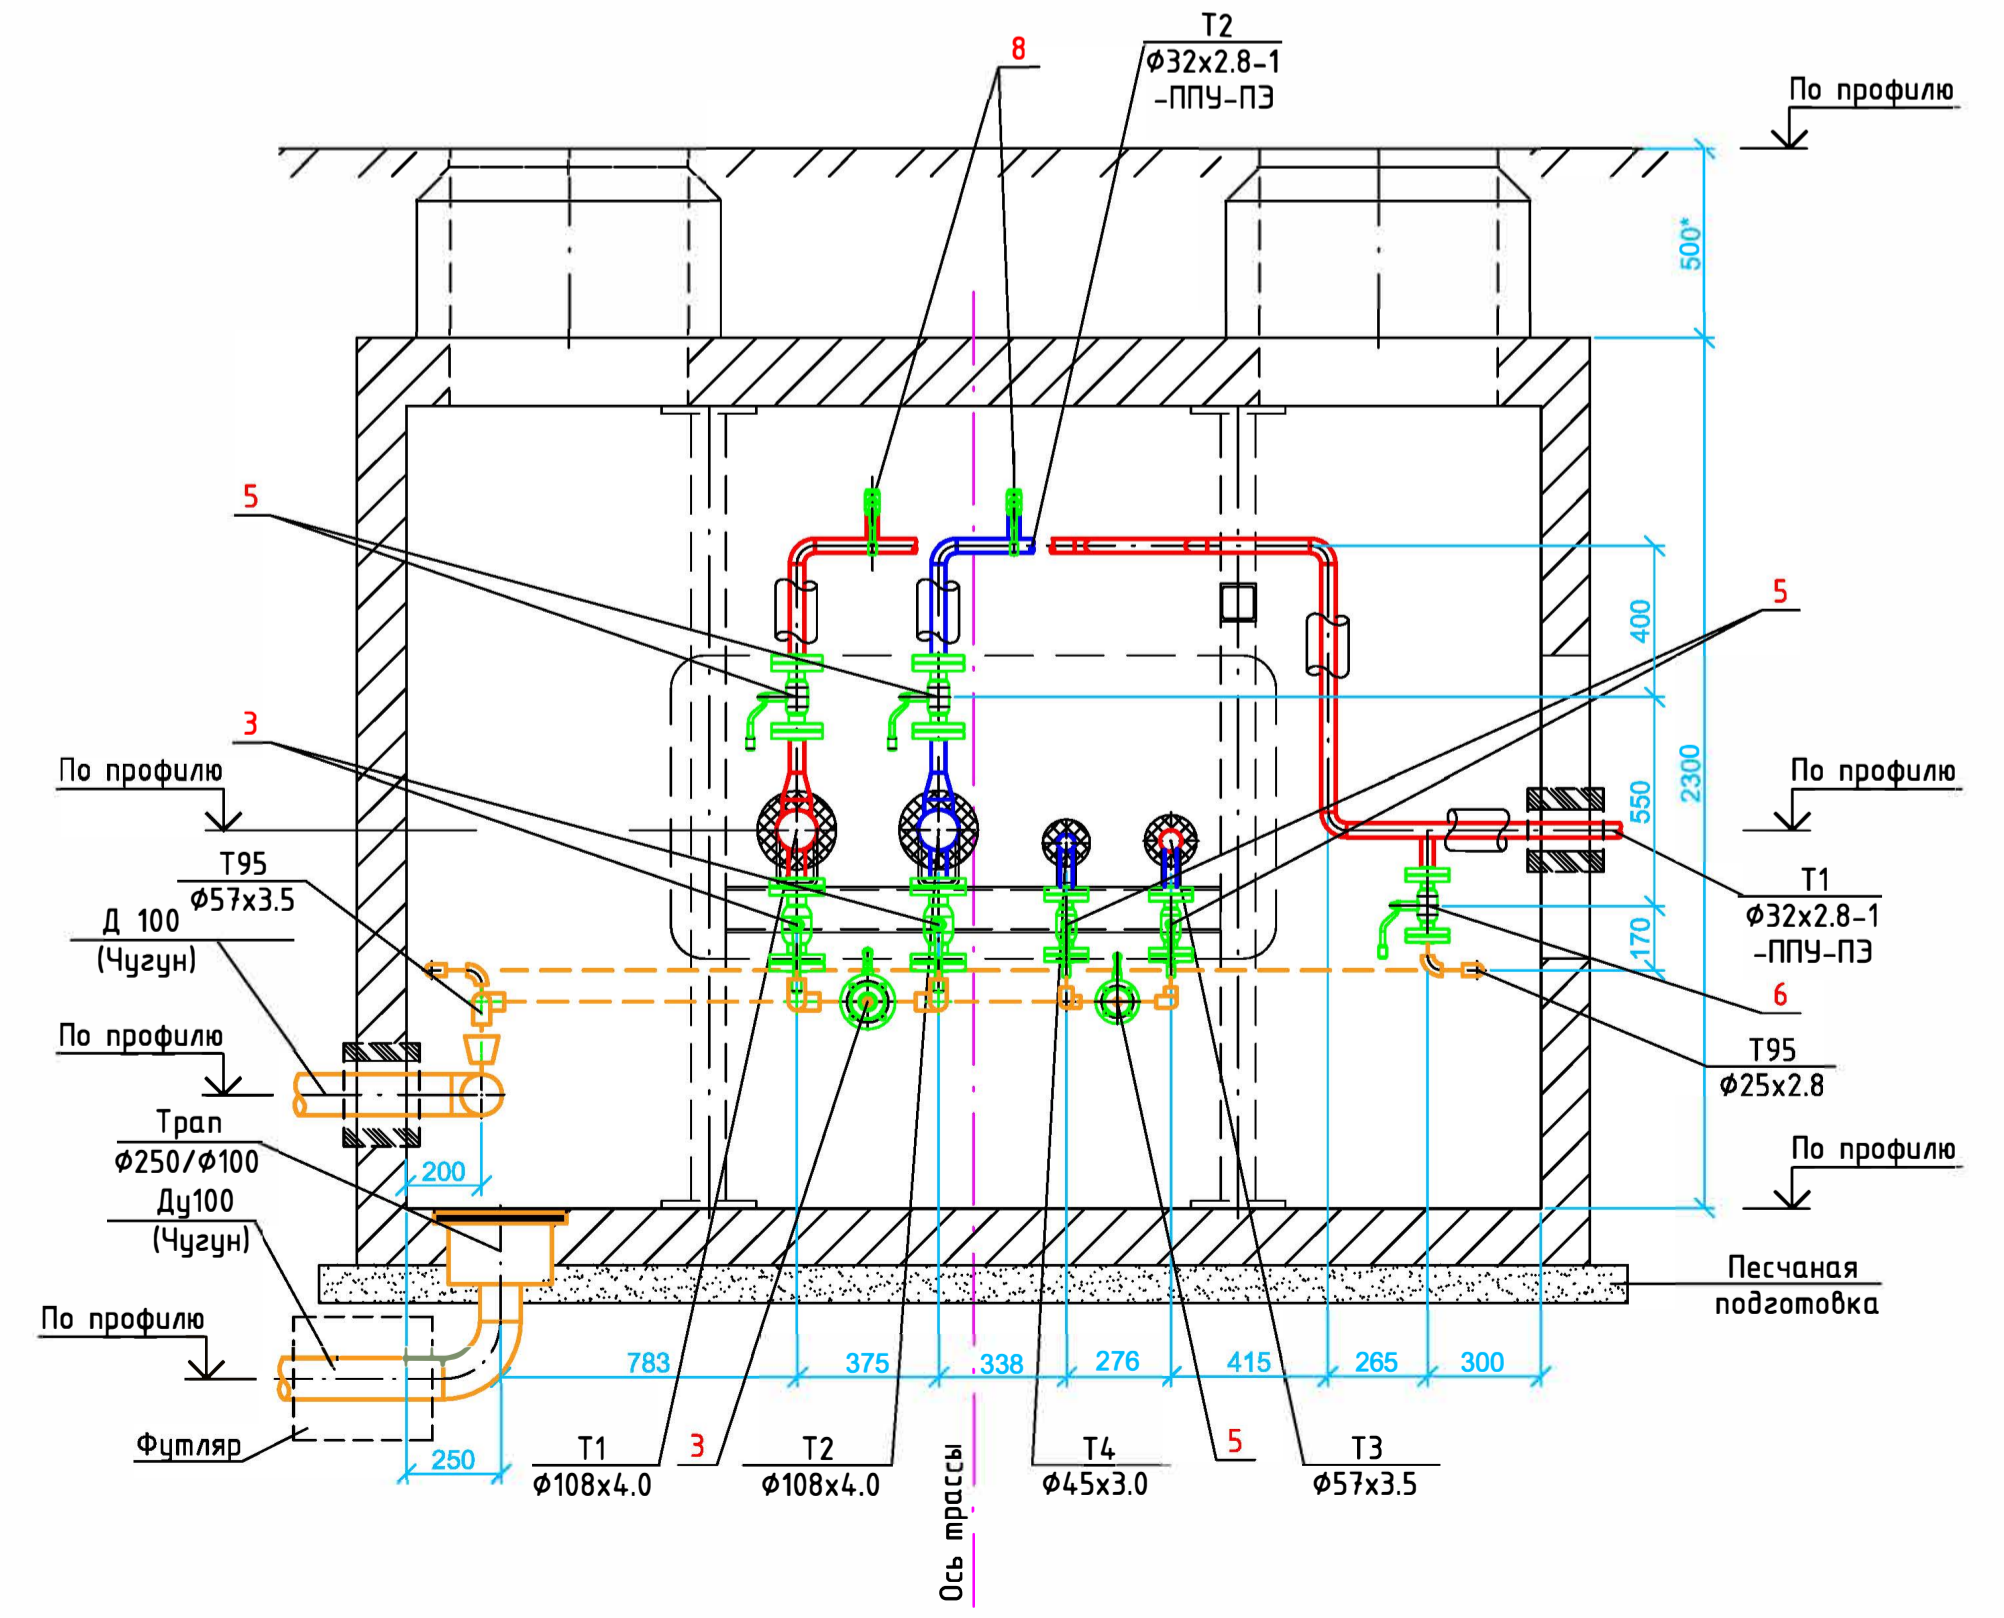 8
Т2
Ф32х2.8-1
-ППУ-ПЭ
По профилю
500*
5
5
400
3
По профилю
По профилю
2300
550
Т95
Ф57х3.5
Д 100
(Чугун)
Т1
Ф32х2.8-1
-ППУ-ПЭ
170
6
По профилю
Т95
Ф25х2.8
Трап
Ф250/Ф100
200
По профилю
Ду100
(Чугун)
Песчаная
подготовка
По профилю
783
375
338
276
415
265
300
Футляр
250
Т1
Ф108х4.0
3
Т2
Ф108х4.0
Ось трассы
Т4
Ф45х3.0
5
Т3
Ф57х3.5